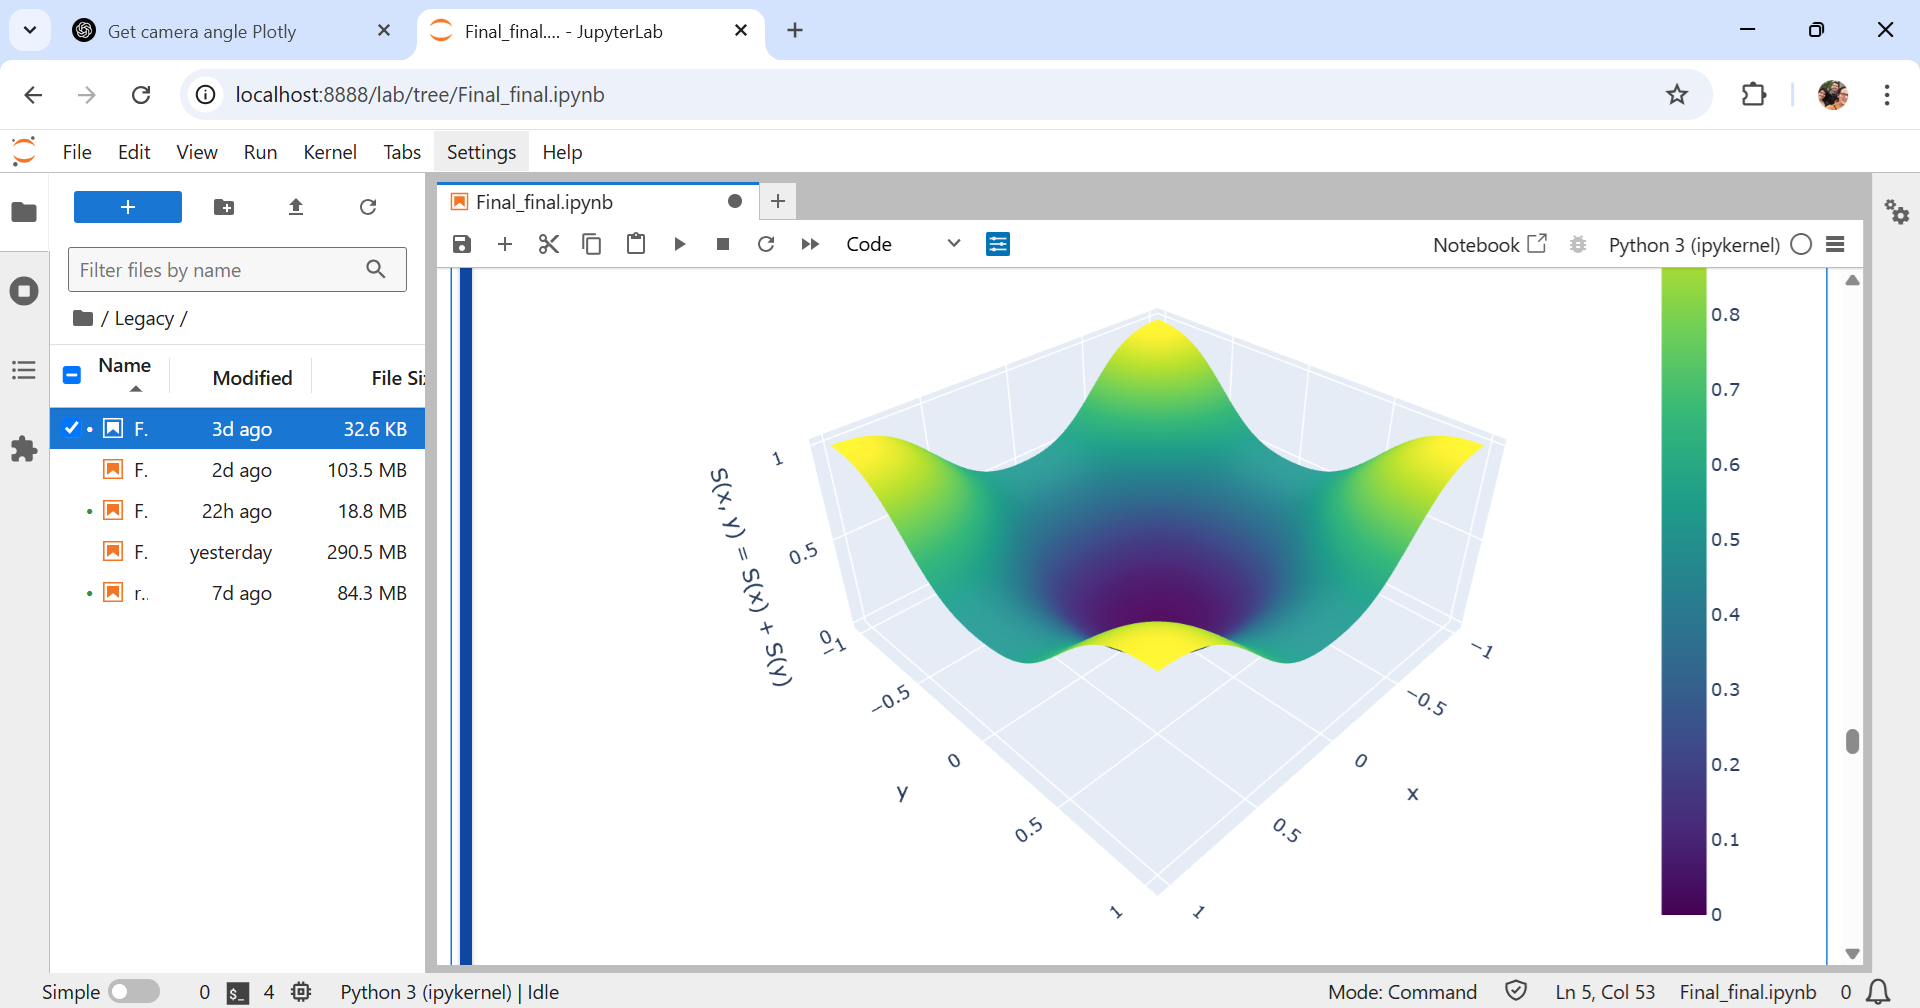 Get camera angle Plotly
Final_final.... - JupyterLab
localhost:8888/lab/tree/Final_final.ipynb
File Edit View Run Kernel Tabs Settings Help
Final_final.ipynb
Code
Notebook
Python 3 (ipykernel)
Filter files by name
/ Legacy /
Name Modified File Si
F. 3d ago 32.6 KB
F. 2d ago 103.5 MB
F. 22h ago 18.8 MB
F. yesterday 290.5 MB
r.. 7d ago 84.3 MB
S(x, y) = S(x) + S(y)
1
0.5
0
−1
−0.5
0
y
0.5
1
−1
−0.5
0
x
0.5
1
0.8
0.7
0.6
0.5
0.4
0.3
0.2
0.1
0
Simple 0 $_ 4 Python 3 (ipykernel) | Idle Mode: Command Ln 5, Col 53 Final_final.ipynb 0